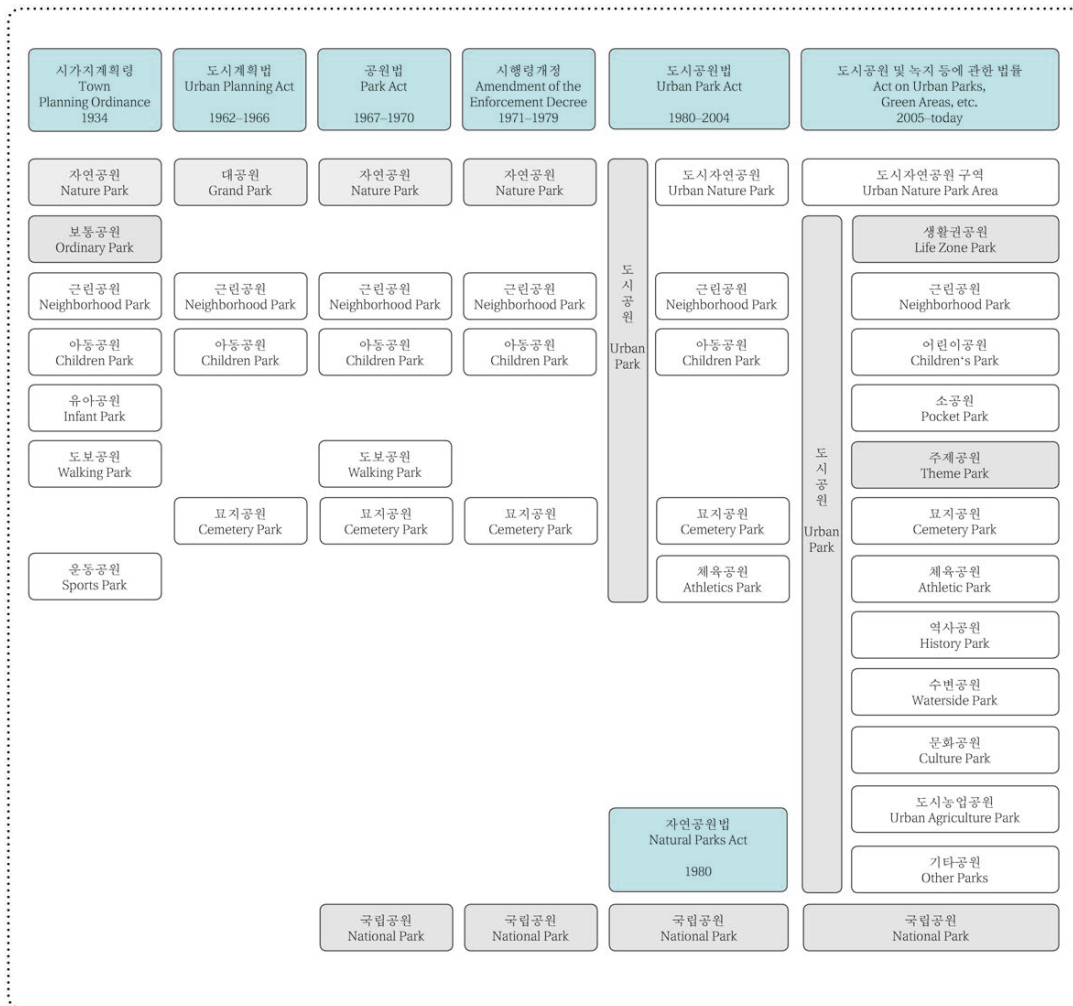 시가지계획령
Town
Planning Ordinance
1934
도시계획법
Urban Planning Act
1962–1966
공원법
Park Act
1967–1970
시행령개정
Amendment of the
Enforcement Decree
1971–1979
도시공원법
Urban Park Act
1980–2004
도시공원 및 녹지 등에 관한 법률
Act on Urban Parks,
Green Areas, etc.
2005–today
자연공원
Nature Park
대공원
Grand Park
자연공원
Nature Park
자연공원
Nature Park
도시자연공원
Urban Nature Park
도시자연공원 구역
Urban Nature Park Area
보통공원
Ordinary Park
생활권공원
Life Zone Park
도
시
공
원
Urban
Park
근린공원
Neighborhood Park
근린공원
Neighborhood Park
근린공원
Neighborhood Park
근린공원
Neighborhood Park
근린공원
Neighborhood Park
근린공원
Neighborhood Park
아동공원
Children Park
아동공원
Children Park
아동공원
Children Park
아동공원
Children Park
아동공원
Children Park
어린이공원
Children‘s Park
유아공원
Infant Park
소공원
Pocket Park
도보공원
Walking Park
도보공원
Walking Park
도
시
공
원
Urban
Park
주제공원
Theme Park
묘지공원
Cemetery Park
묘지공원
Cemetery Park
묘지공원
Cemetery Park
묘지공원
Cemetery Park
묘지공원
Cemetery Park
운동공원
Sports Park
체육공원
Athletics Park
체육공원
Athletic Park
역사공원
History Park
수변공원
Waterside Park
문화공원
Culture Park
도시농업공원
Urban Agriculture Park
자연공원법
Natural Parks Act
1980
기타공원
Other Parks
국립공원
National Park
국립공원
National Park
국립공원
National Park
국립공원
National Park